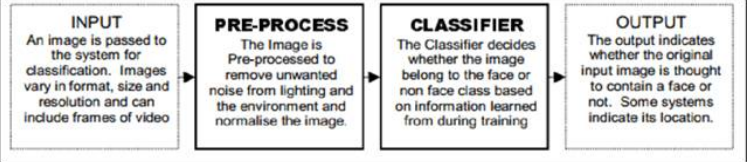 INPUT
An image is passed to
the system for
classification. Images
vary in format, size and
resolution and can
include frames of video
PRE-PROCESS
The Image is
Pre-processed to
remove unwanted
noise from lighting and
the environment and
normalise the image.
CLASSIFIER
The Classifier decides
whether the image
belong to the face or
non face class based
on information learned
from during training
OUTPUT
The output indicates
whether the original
input image is thought
to contain a face or
not. Some systems
indicate its location.